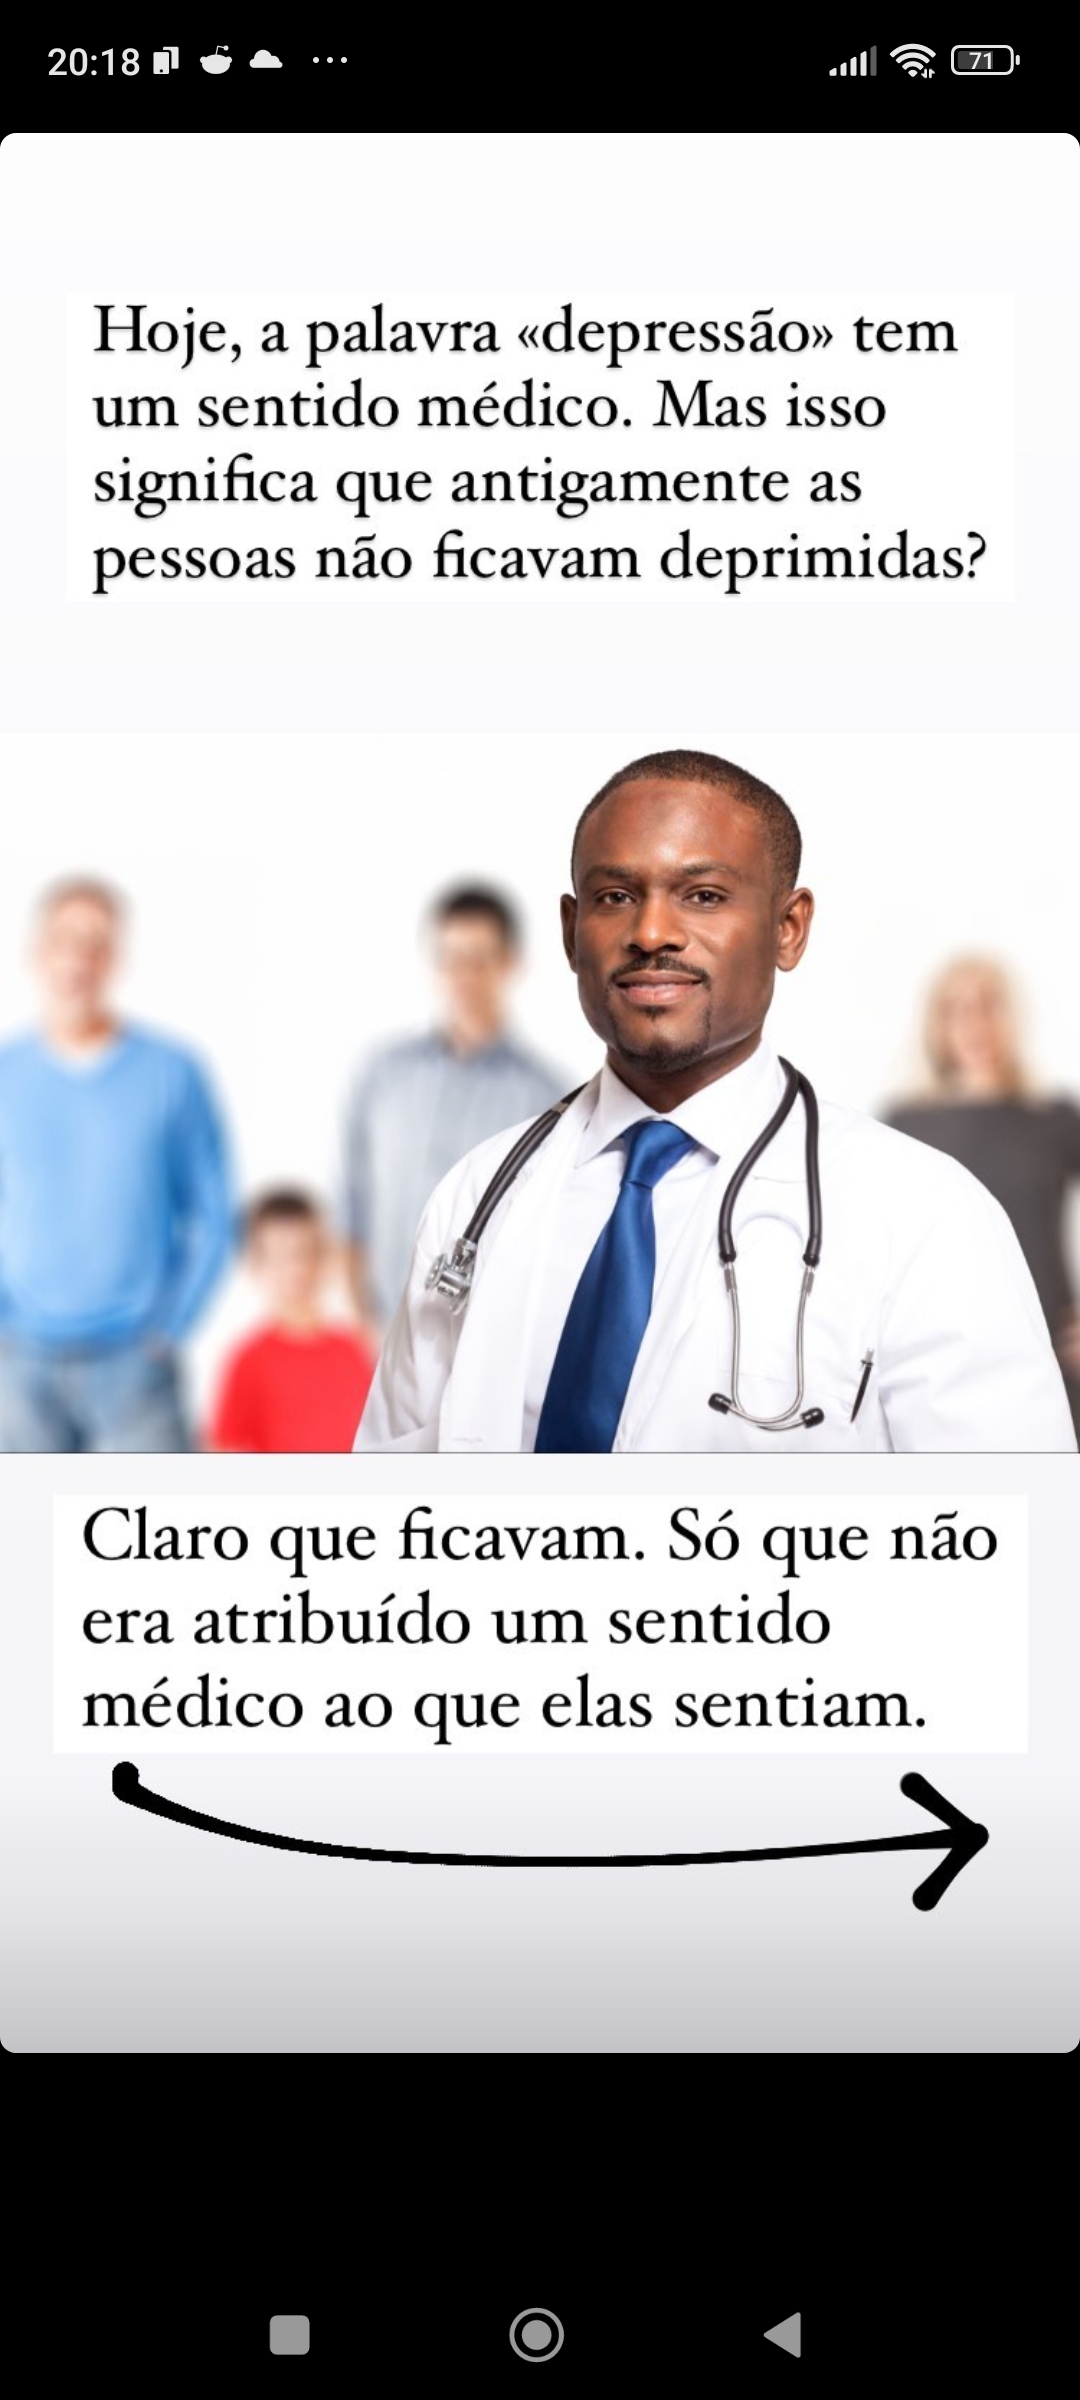 20:18
71
Hoje, a palavra «depressão» tem
um sentido médico. Mas isso
significa que antigamente as
pessoas não ficavam deprimidas?
Claro que ficavam. Só que não
era atribuído um sentido
médico ao que elas sentiam.